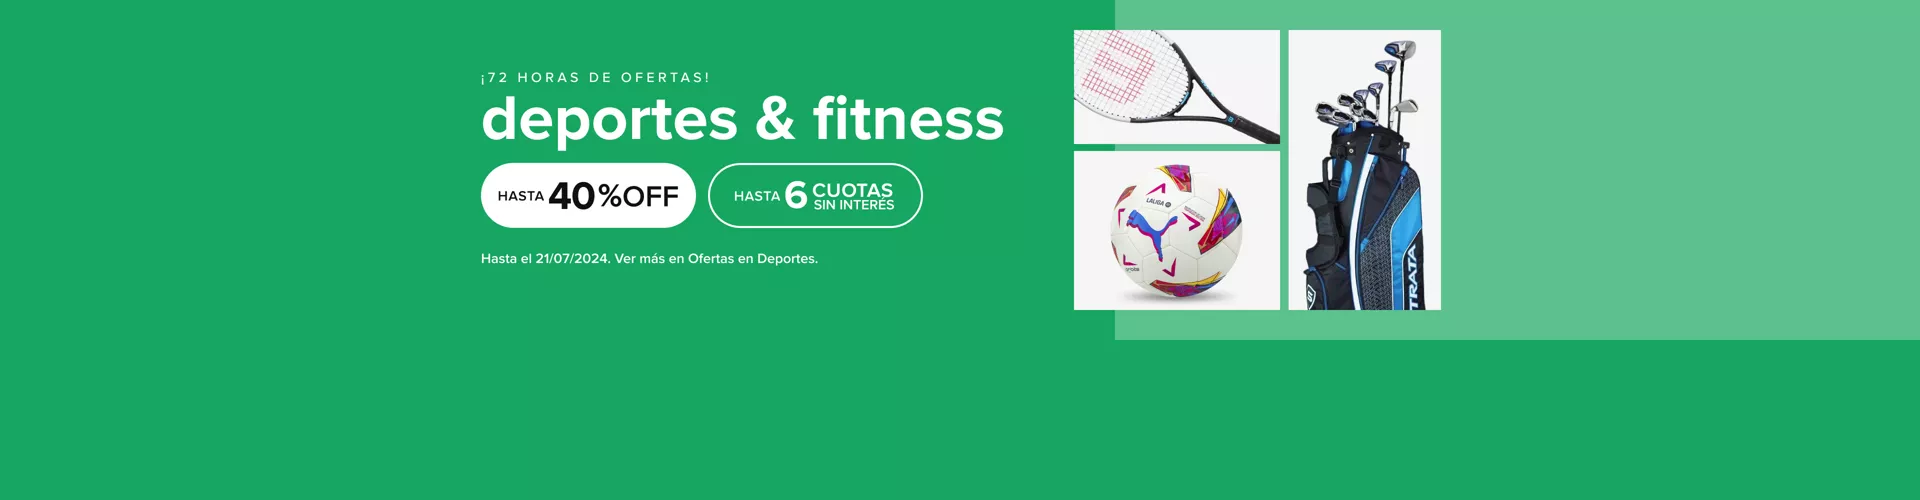 ¡72 HORAS DE OFERTAS!
deportes & fitness
HASTA 40%OFF
HASTA 6 CUOTAS
SIN INTERÉS
Hasta el 21/07/2024. Ver más en Ofertas en Deportes.
LALIGA
TRATA